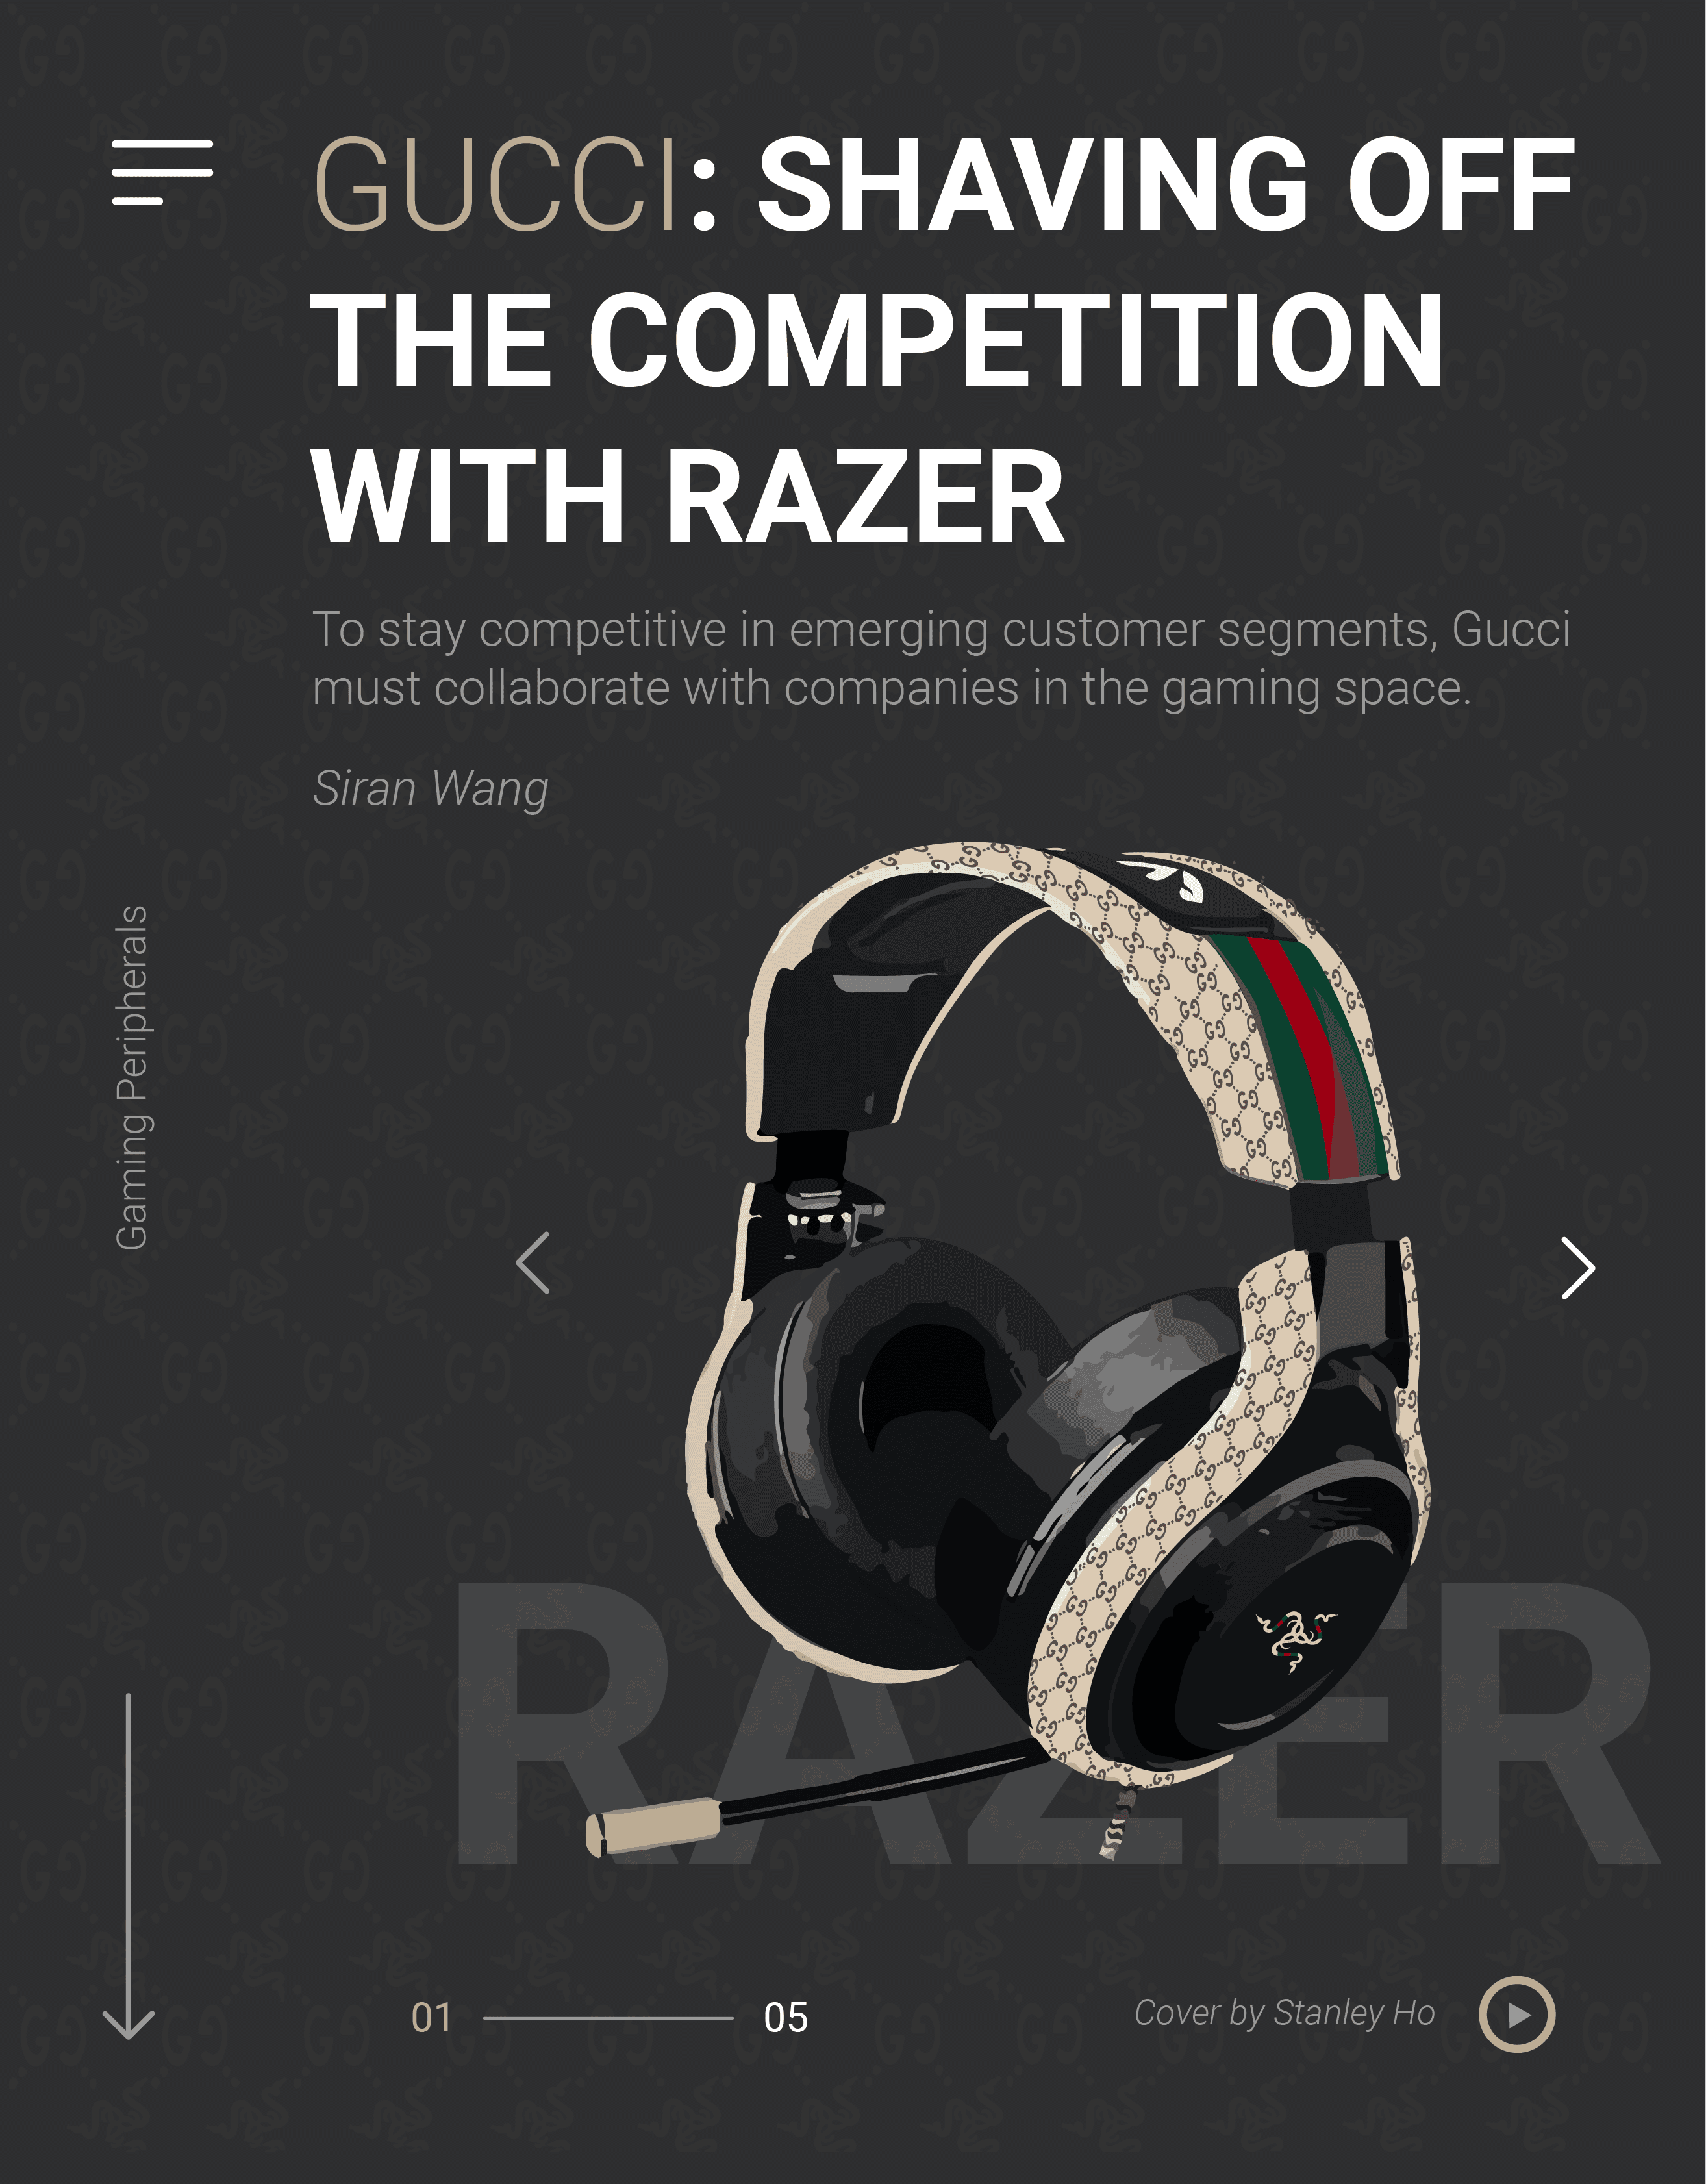 GUCCI: SHAVING OFF
THE COMPETITION
WITH RAZER
To stay competitive in emerging customer segments, Gucci
must collaborate with companies in the gaming space.
Siran Wang
Gaming Peripherals
RAZER
01
05
Cover by Stanley Ho